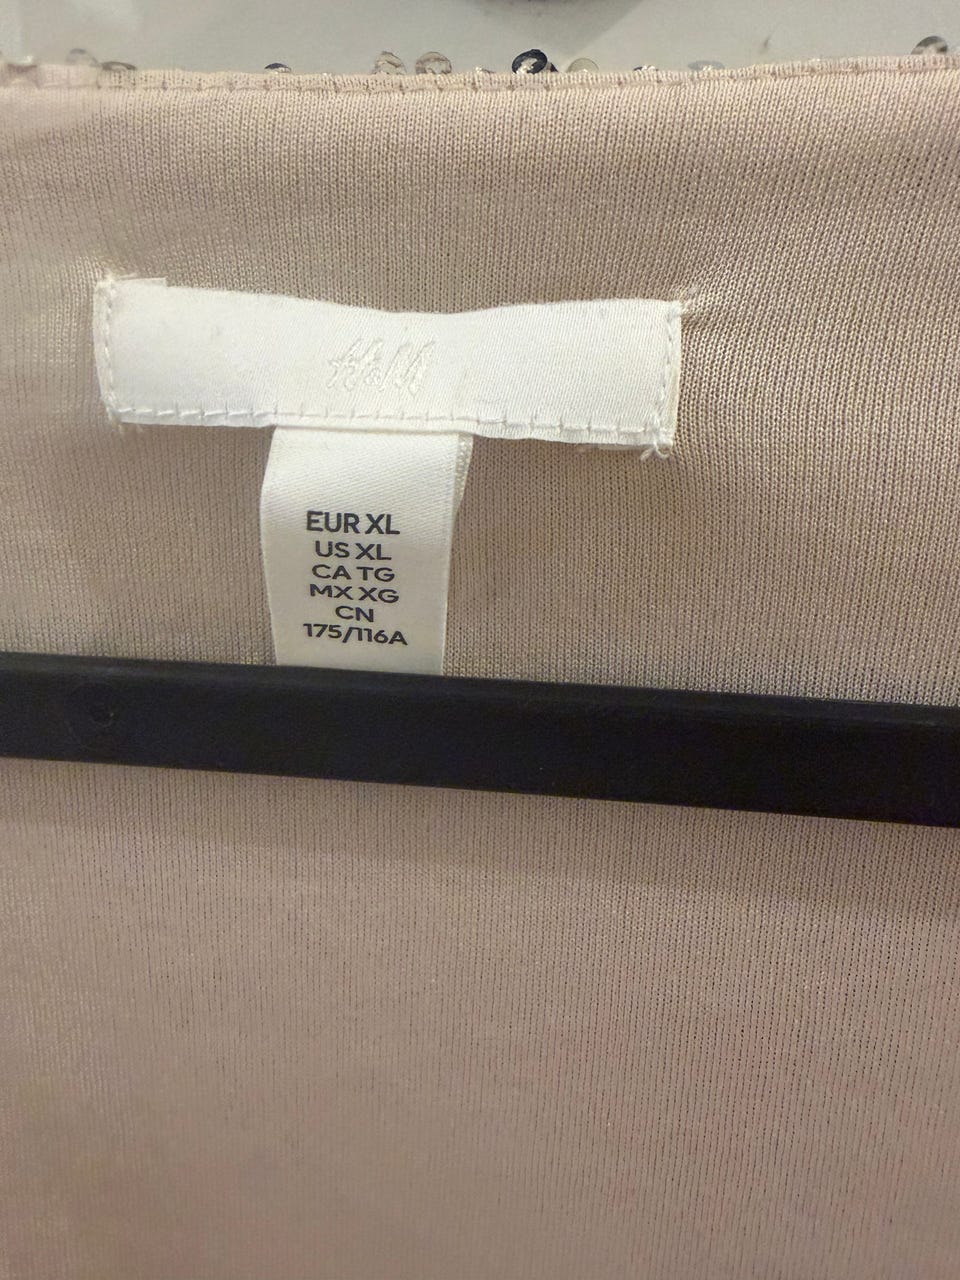 H&M
EUR XL
US XL
CA TG
MX XG
CN
175/116A